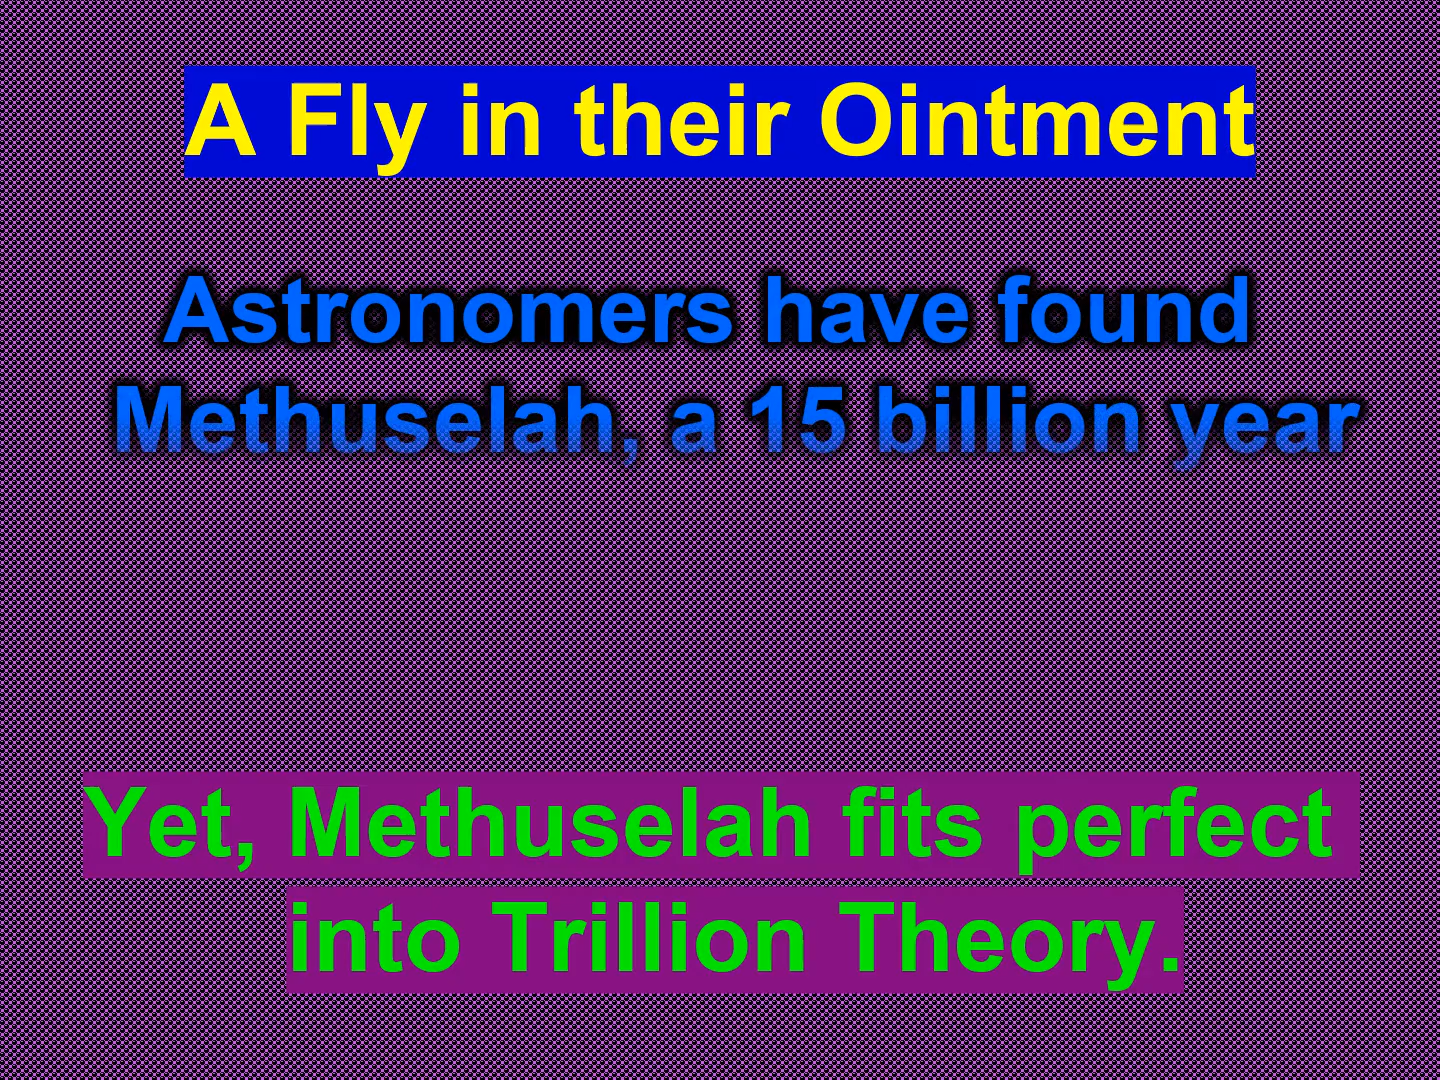 A Fly in their Ointment
Astronomers have found
Methuselah, a 15 billion year
Yet, Methuselah fits perfect
into Trillion Theory.